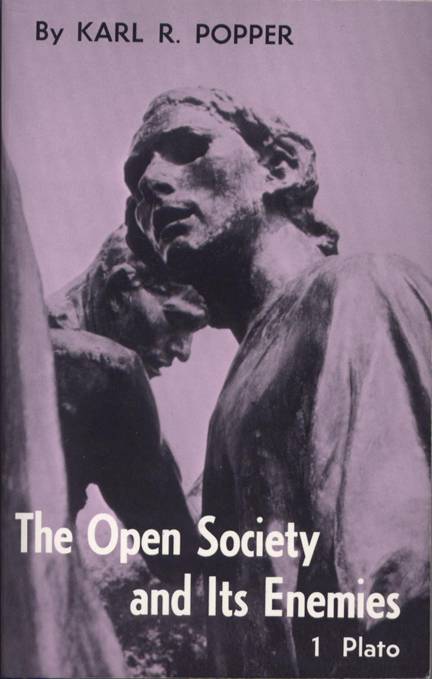 By KARL R. POPPER
The Open Society
and Its Enemies
1 Plato